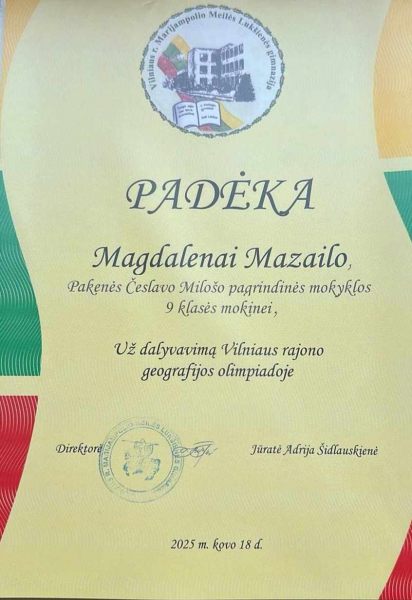 Vilniaus r. Marijampolio Meilės Lukšienės gimnazija
PADĖKA
Magdalenai Mazailo,
Pakenės Česlavo Milošo pagrindinės mokyklos
9 klasės mokinei,
Už dalyvavimą Vilniaus rajono
geografijos olimpiadoje
Direktorė
Jūratė Adrija Šidlauskienė
2025 m. kovo 18 d.